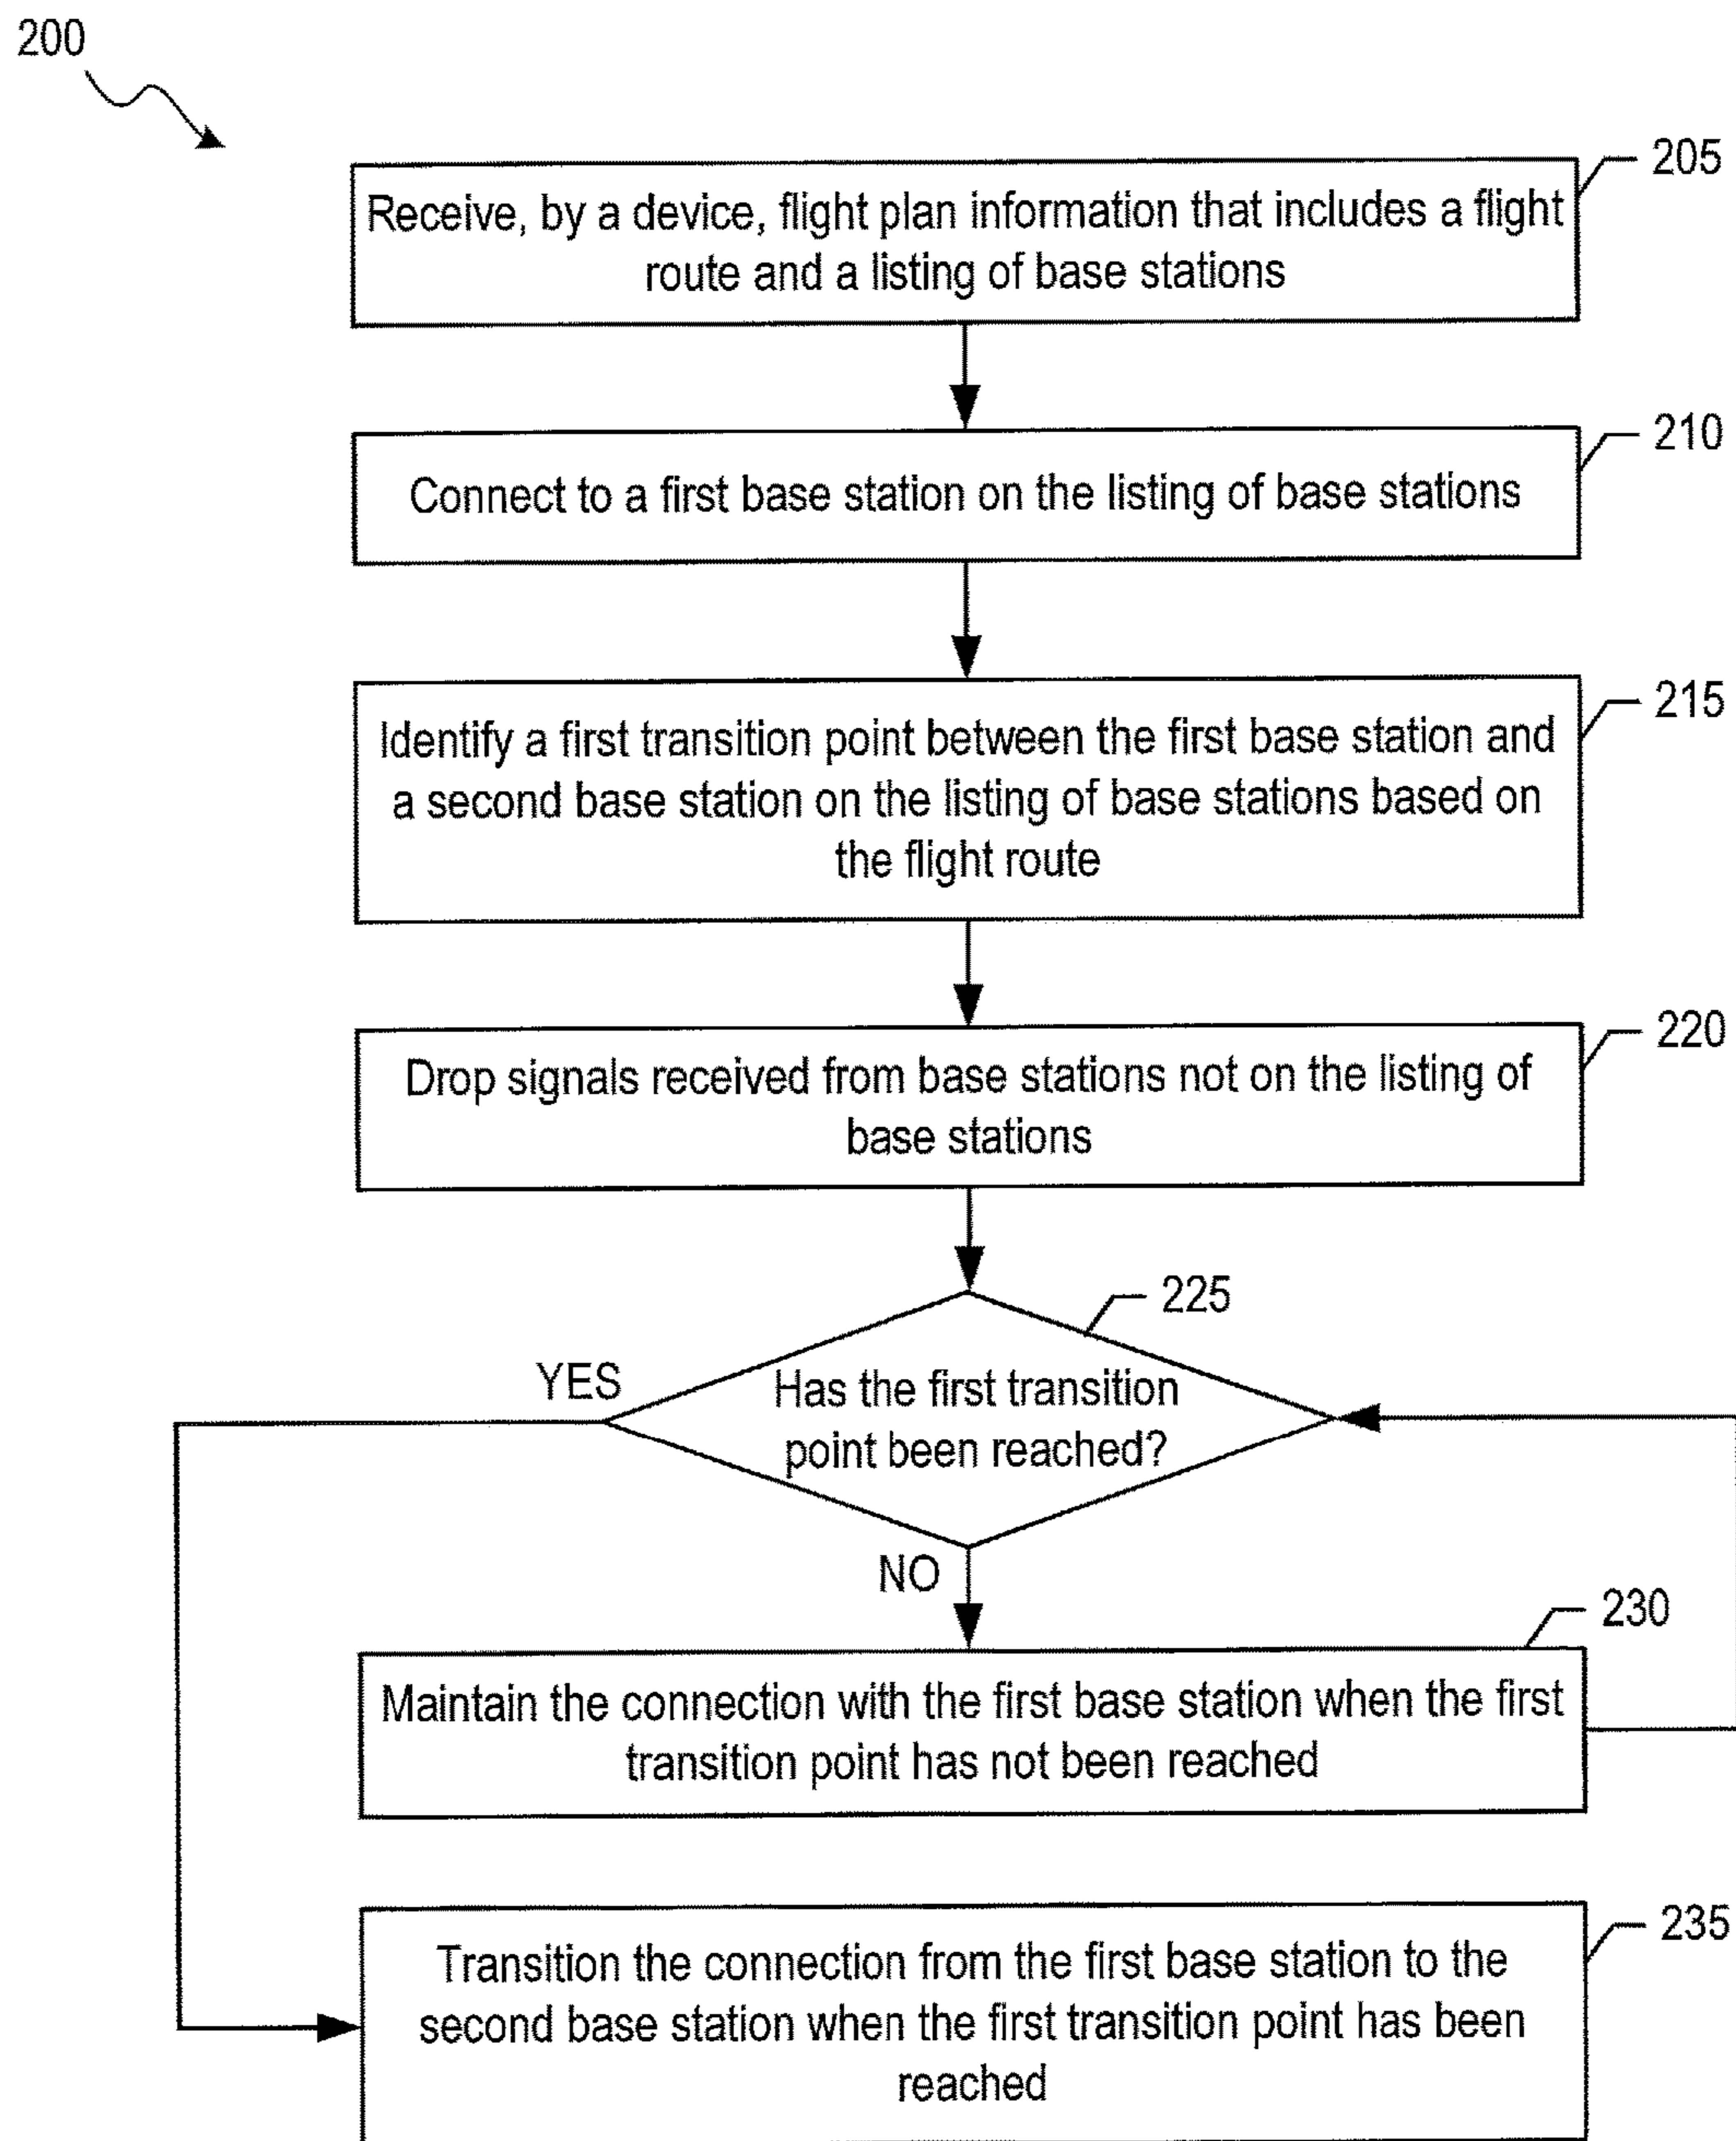 200
205
Receive, by a device, flight plan information that includes a flight
route and a listing of base stations
210
Connect to a first base station on the listing of base stations
215
Identify a first transition point between the first base station and
a second base station on the listing of base stations based on
the flight route
220
Drop signals received from base stations not on the listing of
base stations
225
YES
Has the first transition
point been reached?
NO
230
Maintain the connection with the first base station when the first
transition point has not been reached
235
Transition the connection from the first base station to the
second base station when the first transition point has been
reached